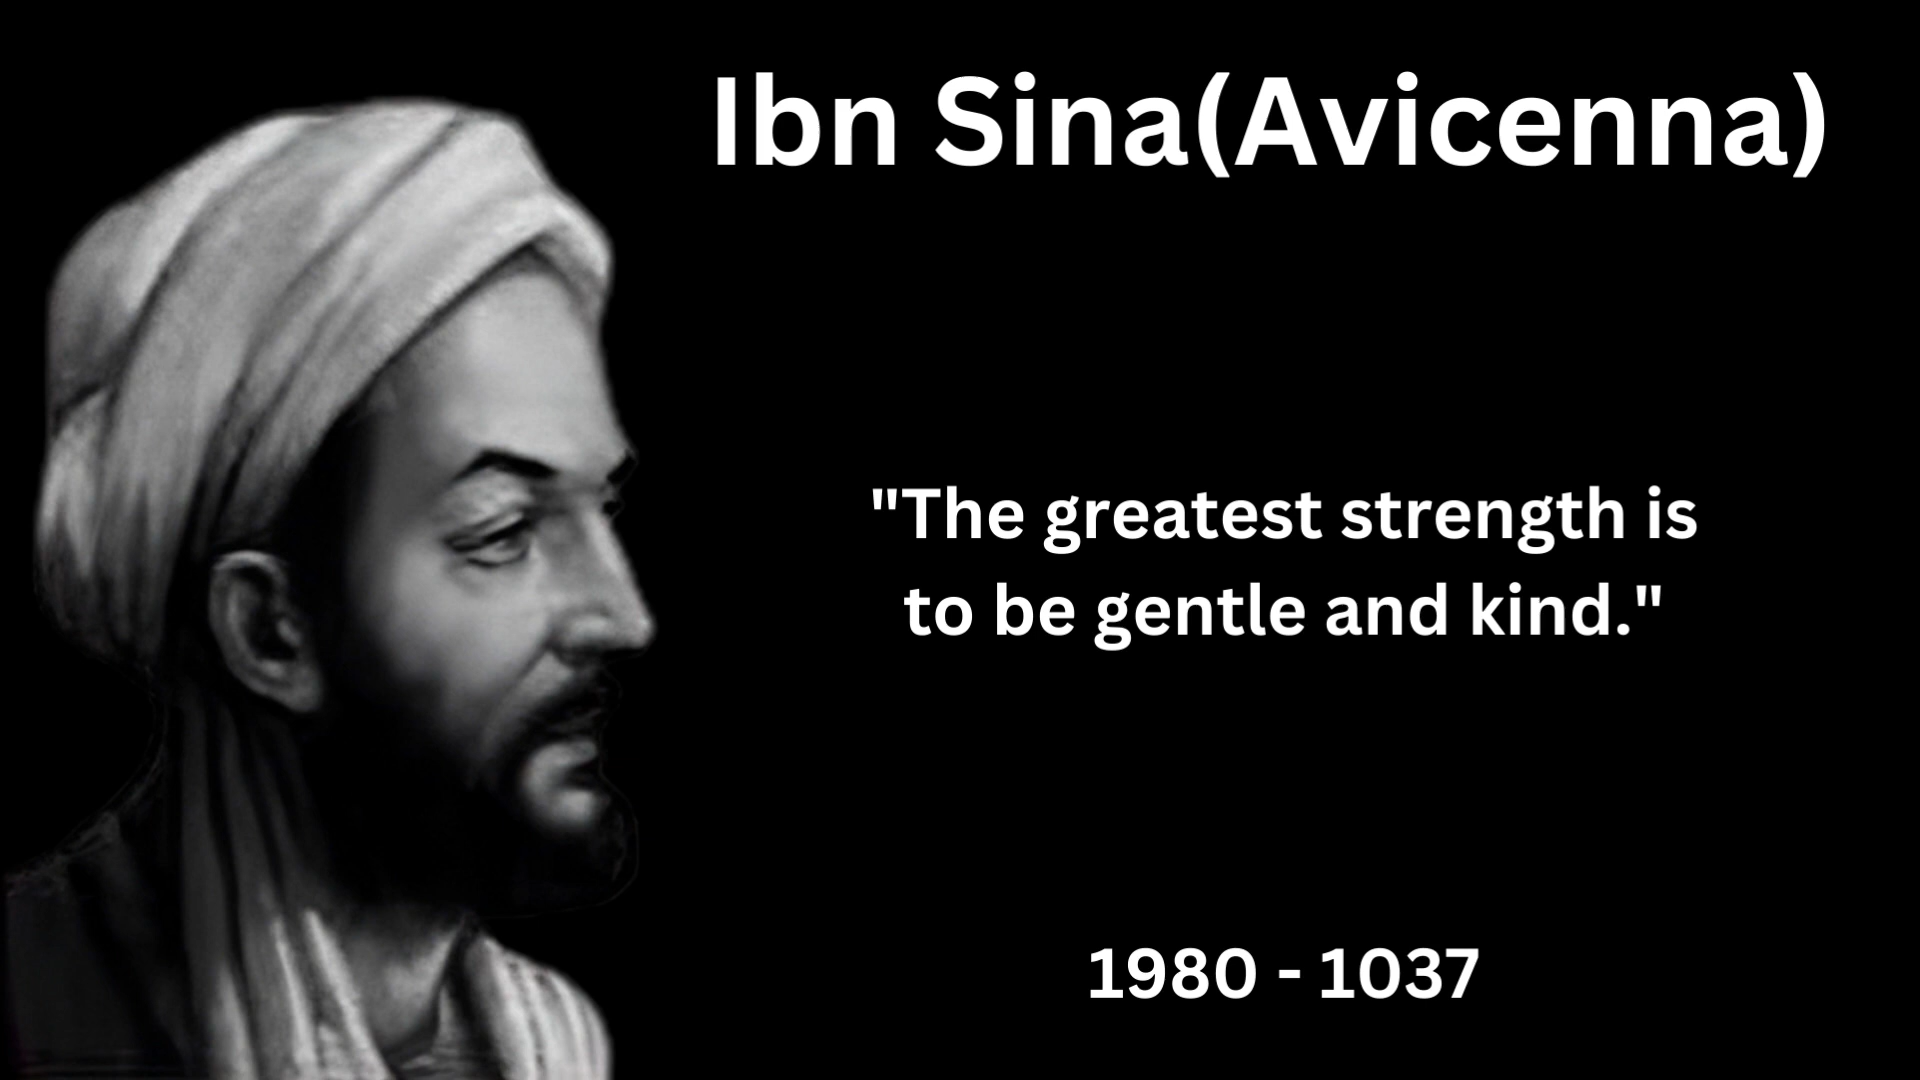 Ibn Sina(Avicenna)
"The greatest strength is
to be gentle and kind."
1980 - 1037